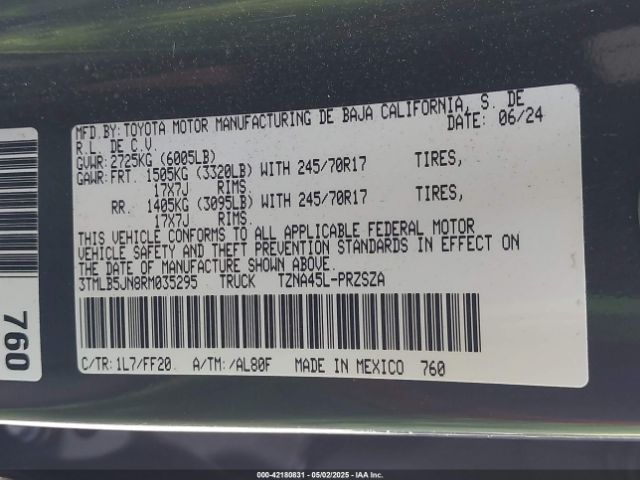 MFD. BY: TOYOTA MOTOR MANUFACTURING DE BAJA CALIFORNIA, S. DE
R.L. DE C.V. DATE: 06/24
GVWR: 2725KG (6005LB)
GAWR: FRT. 1505KG (3320LB) WITH 245/70R17 TIRES,
17X7J RIMS.
RR. 1405KG (3095LB) WITH 245/70R17 TIRES,
17X7J RIMS.
THIS VEHICLE CONFORMS TO ALL APPLICABLE FEDERAL MOTOR
VEHICLE SAFETY AND THEFT PREVENTION STANDARDS IN EFFECT ON
THE DATE OF MANUFACTURE SHOWN ABOVE.
3TMLB5JN8RM035295 TRUCK TZNA45L-PRZSZA
C/TR: 1L7/FF20. A/TM: /AL80F MADE IN MEXICO 760
760
000-42180831 - 05/02/2025 - IAAI.CA